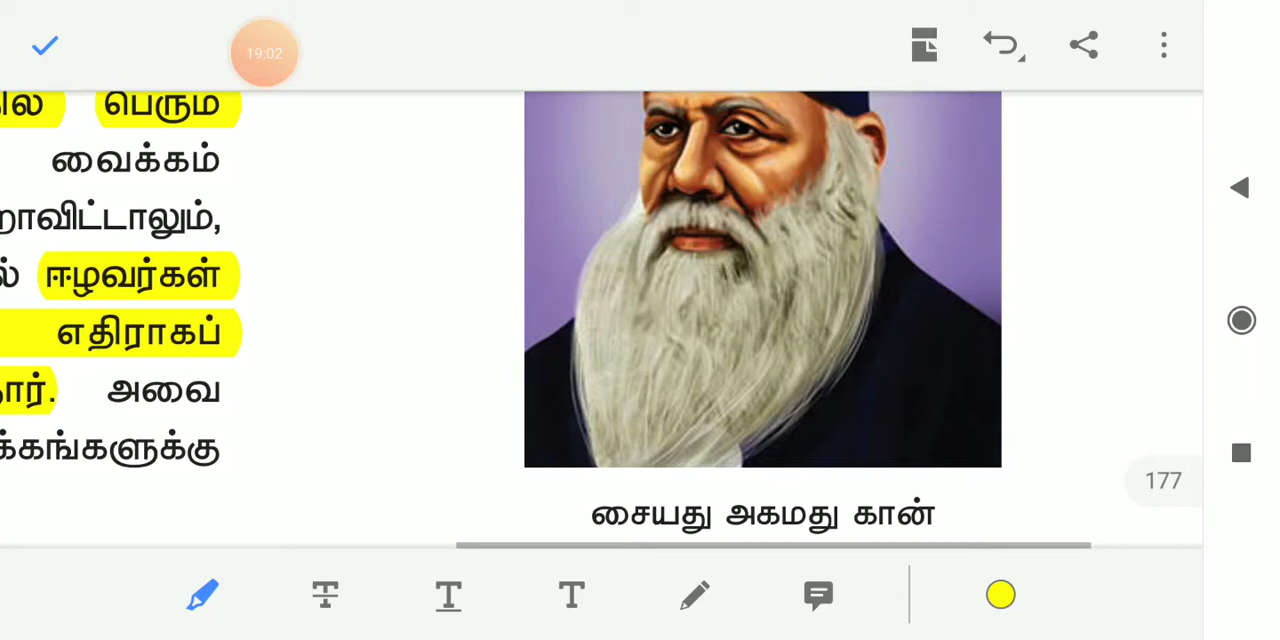 19:02
பெரும
வைக்கம்
றாவிட்டாலும்,
ல் ஈழவர்கள்
எதிராகப்
தார். அவை
க்கங்களுக்கு
சையது அகமது கான்
177